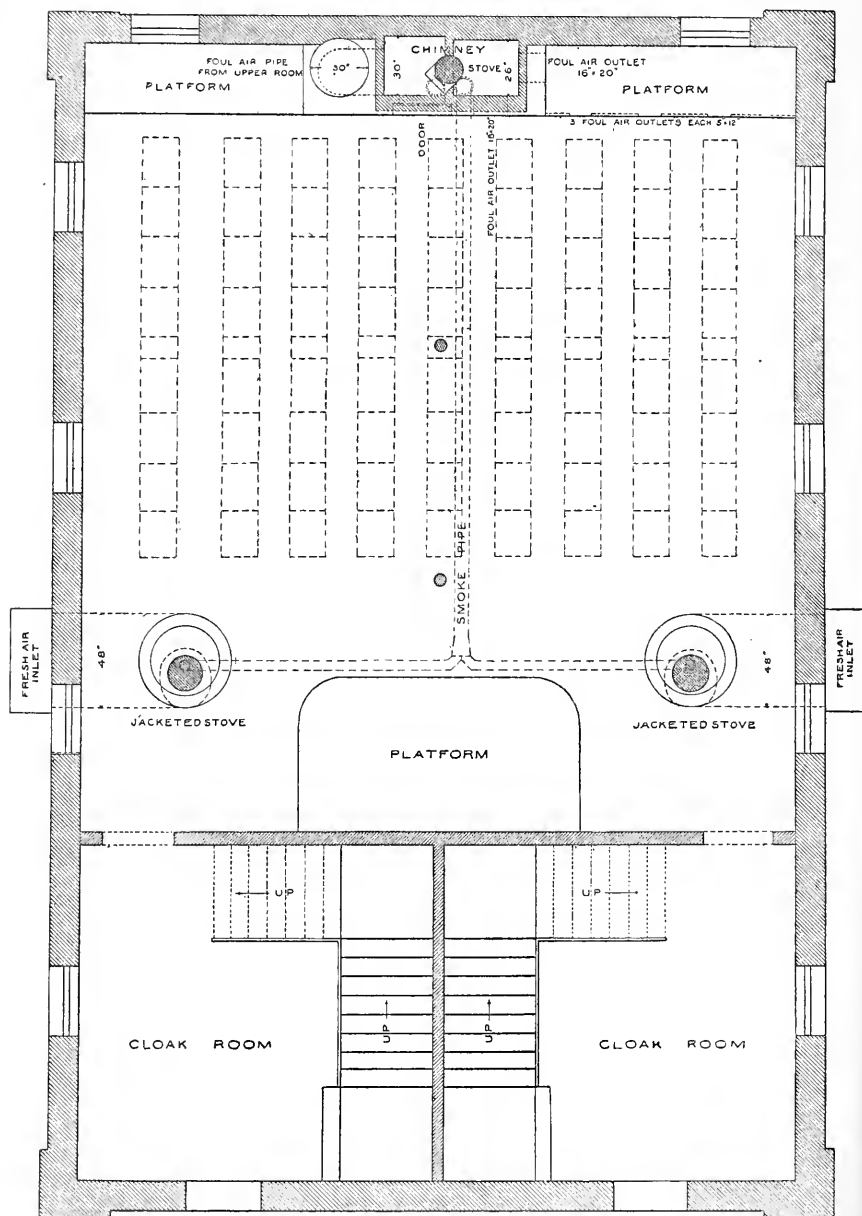 CHIMNEY
FOUL AIR PIPE
FROM UPPER ROOM
PLATFORM
30"
30"
STOVE
26"
FOUL AIR OUTLET
16"×20"
PLATFORM
3 FOUL AIR OUTLETS EACH 5×12"
DOOR
FOUL AIR OUTLET 16×20"
SMOKE PIPE
FRESH AIR
INLET
48"
48"
FRESH AIR
INLET
JACKETED STOVE
JACKETED STOVE
PLATFORM
UP
UP
UP
UP
CLOAK ROOM
CLOAK ROOM